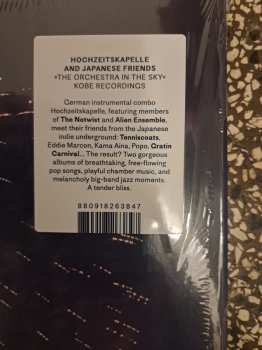 HOCHZEITSKAPELLE
AND JAPANESE FRIENDS
»THE ORCHESTRA IN THE SKY«
KOBE RECORDINGS
German instrumental combo
Hochzeitskapelle, featuring members
of The Notwist and Alien Ensemble,
meet their friends from the Japanese
indie underground: Tenniscoats,
Eddie Marcon, Kama Aina, Popo, Gratin
Carnival... The result? Two gorgeous
albums of breathtaking, free-flowing
pop songs, playful chamber music, and
melancholy big-band jazz moments.
A tender bliss.
880918263847